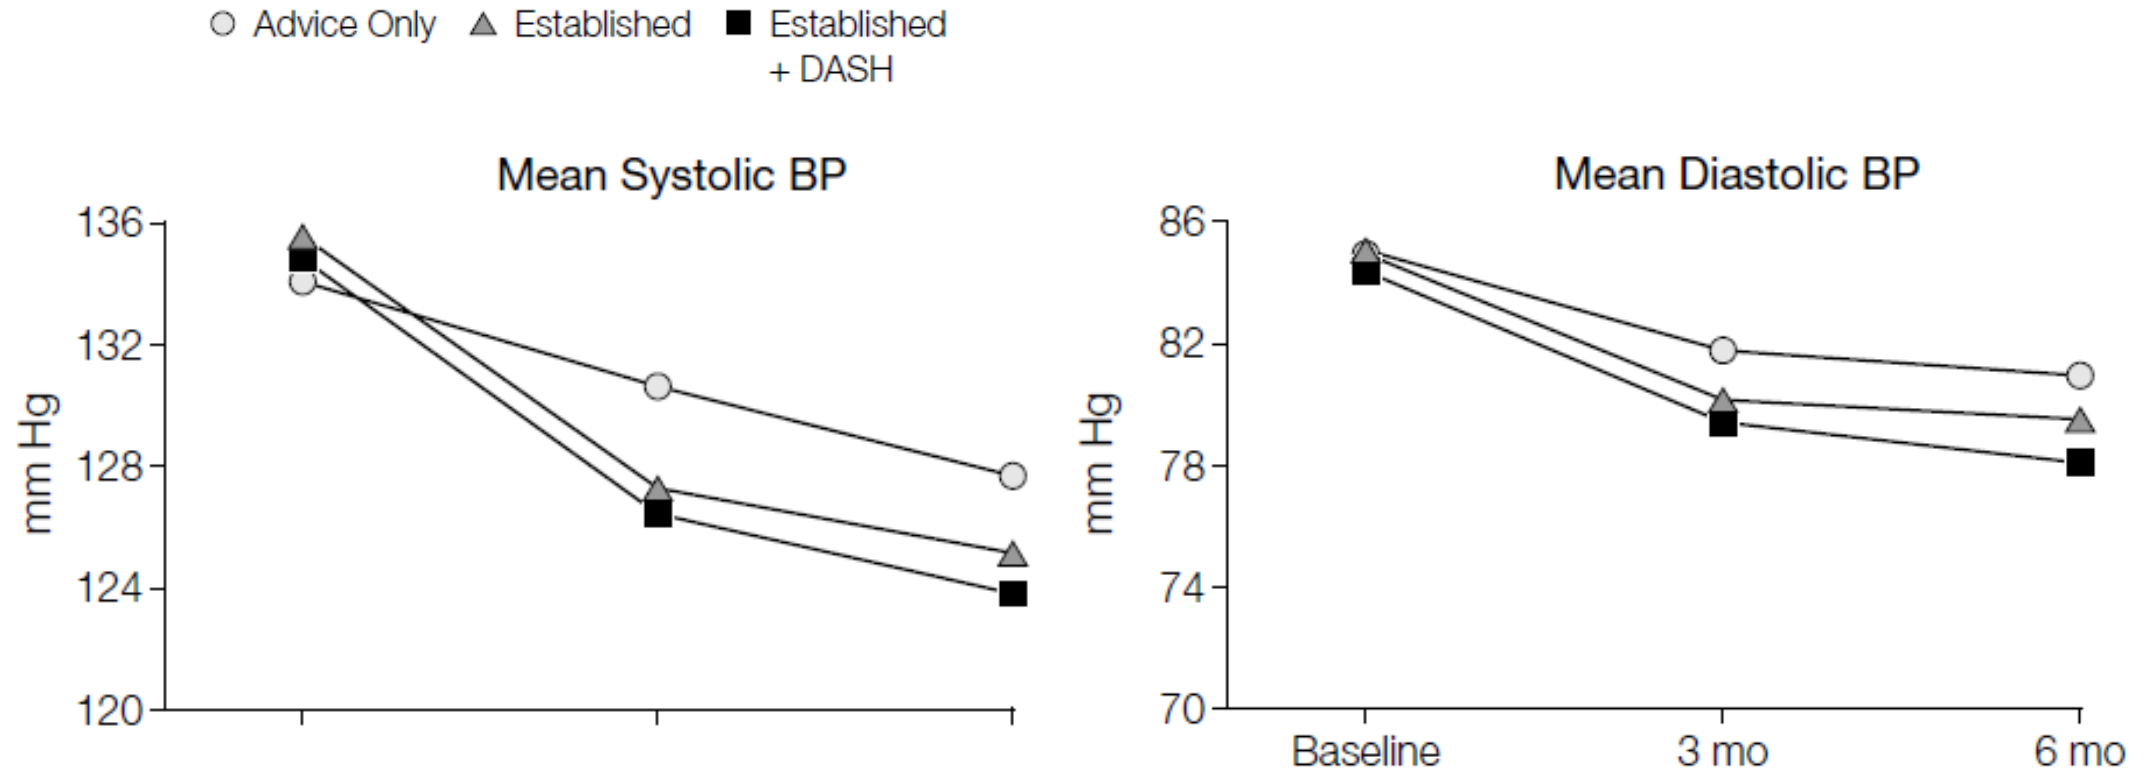 Advice Only Established Established
+ DASH
Mean Systolic BP
136
132
128
124
120
mm Hg
Mean Diastolic BP
86
82
78
74
70
mm Hg
Baseline 3 mo 6 mo